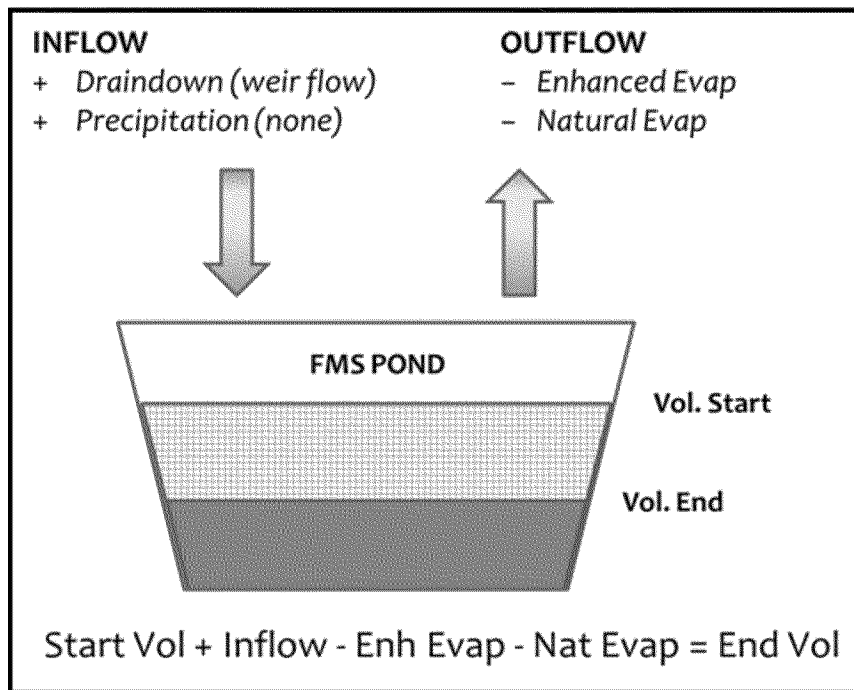 INFLOW
+ Draindown (weir flow)
+ Precipitation (none)
OUTFLOW
– Enhanced Evap
– Natural Evap
FMS POND
Vol. Start
Vol. End
Start Vol + Inflow - Enh Evap - Nat Evap = End Vol